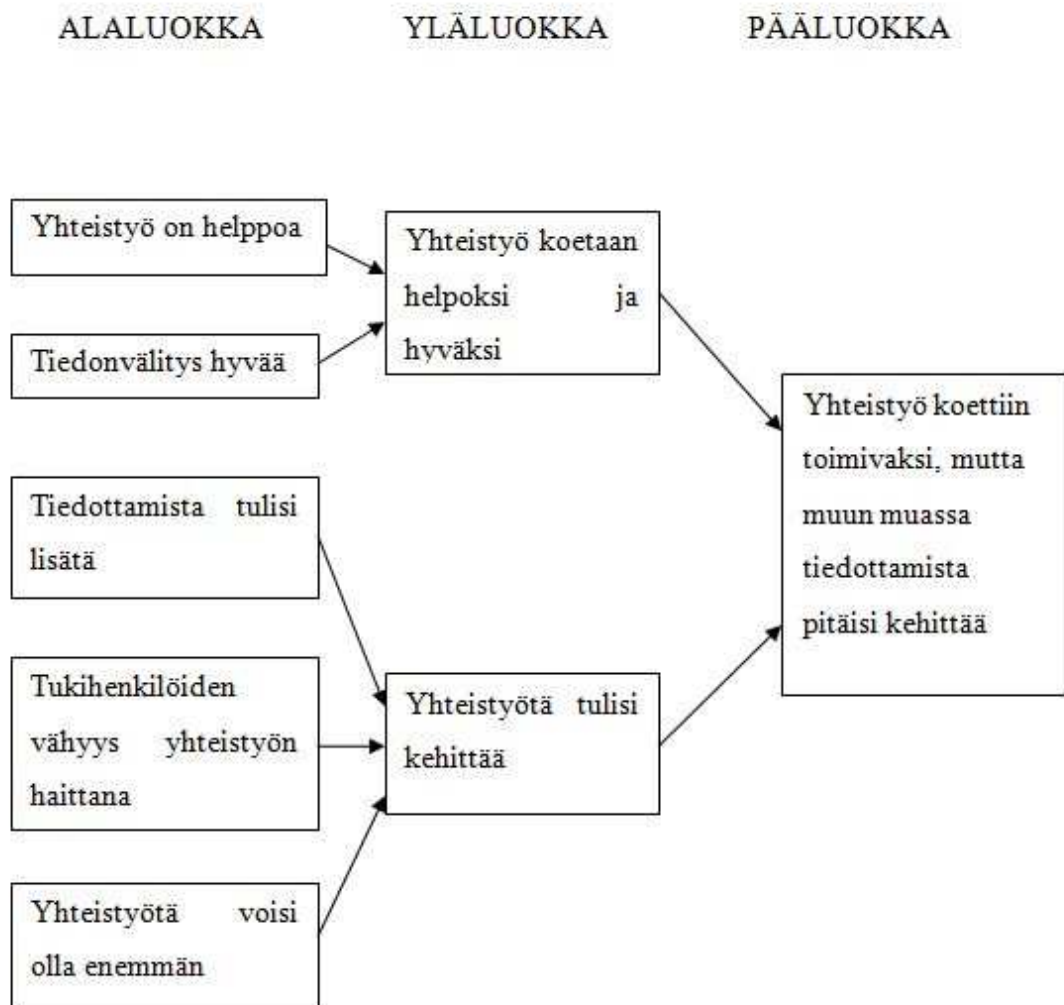 ALALUOKKA YLÄLUOKKA PÄÄLUOKKA
Yhteistyö on helppoa
Tiedonvälitys hyvää
Tiedottamista tulisi
lisätä
Tukihenkilöiden
vähyys yhteistyön
haittana
Yhteistyötä voisi
olla enemmän
Yhteistyö koetaan
helpoksi ja
hyväksi
Yhteistyötä tulisi
kehittää
Yhteistyö koettiin
toimivaksi, mutta
muun muassa
tiedottamista
pitäisi kehittää